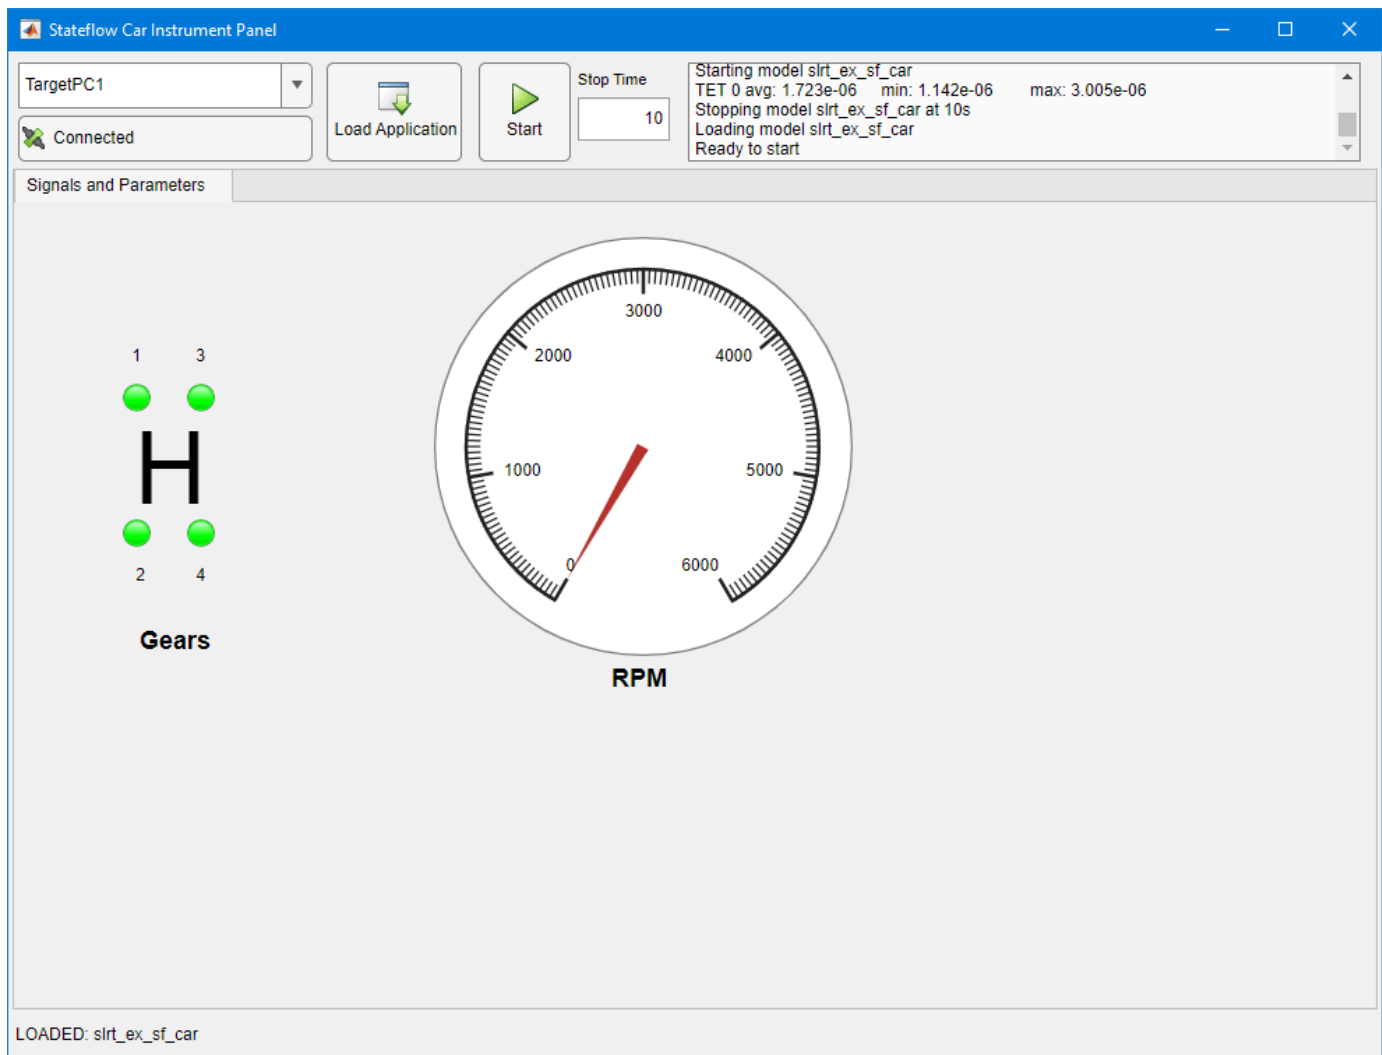 Stateflow Car Instrument Panel
TargetPC1
Connected
Load Application
Start
Stop Time
10
Starting model slrt_ex_sf_car
TET 0 avg: 1.723e-06 min: 1.142e-06 max: 3.005e-06
Stopping model slrt_ex_sf_car at 10s
Loading model slrt_ex_sf_car
Ready to start
Signals and Parameters
1 3
H
2 4
Gears
3000
2000 4000
1000 5000
0 6000
RPM
LOADED: slrt_ex_sf_car